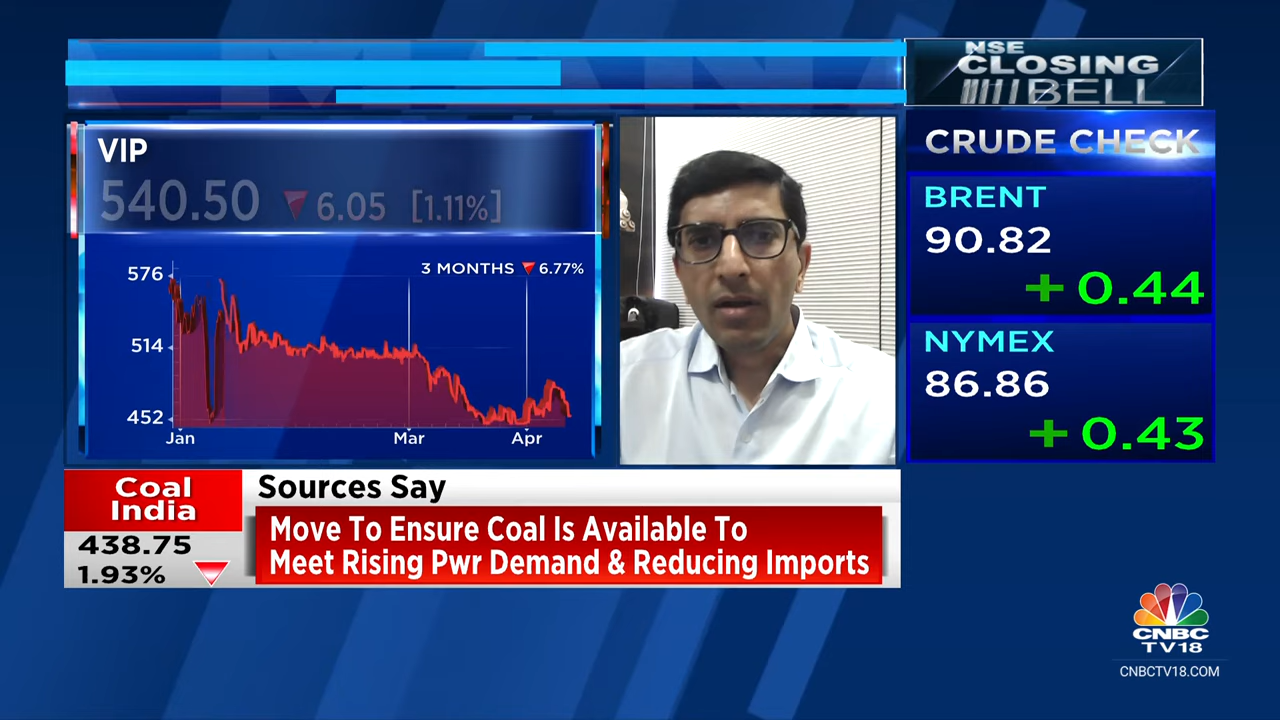 NSE
CLOSING
BELL
VIP
540.50 ▼ 6.05 [1.11%]
3 MONTHS ▼ 6.77%
576
514
452
Jan
Mar
Apr
CRUDE CHECK
BRENT
90.82
+ 0.44
NYMEX
86.86
+ 0.43
Coal
India
438.75
1.93%
Sources Say
Move To Ensure Coal Is Available To
Meet Rising Pwr Demand & Reducing Imports
CNBC
TV18
CNBCTV18.COM